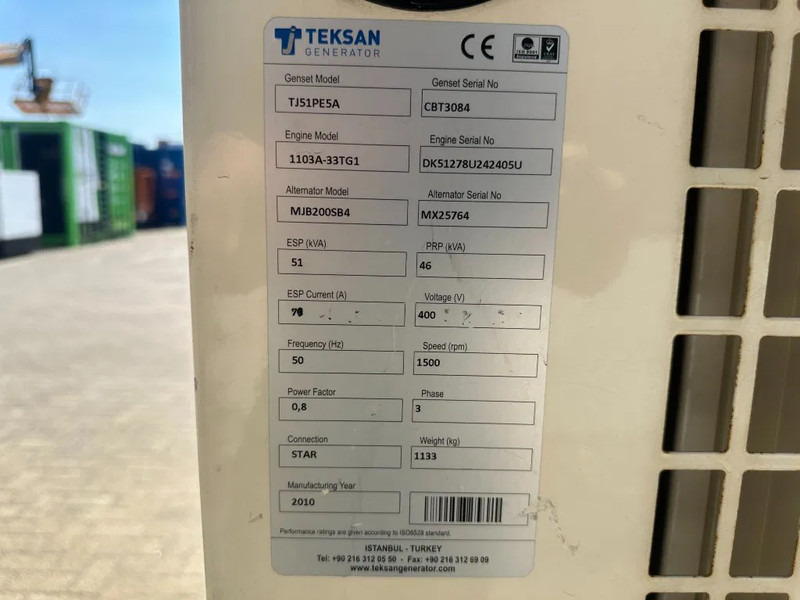 TEKSAN
GENERATOR
CE
ISO 9001
Genset Model Genset Serial No
TJ51PE5A CBT3084
Engine Model Engine Serial No
1103A-33TG1 DK51278U242405U
Alternator Model Alternator Serial No
MJB200SB4 MX25764
ESP (kVA) PRP (kVA)
51 46
ESP Current (A) Voltage (V)
400
Frequency (Hz) Speed (rpm)
50 1500
Power Factor Phase
0,8 3
Connection Weight (kg)
STAR 1133
Manufacturing Year
2010
Performance ratings are given according to ISO8528 standard.
ISTANBUL - TURKEY
Tel: +90 216 312 05 50 - Fax: +90 216 312 69 09
www.teksangenerator.com